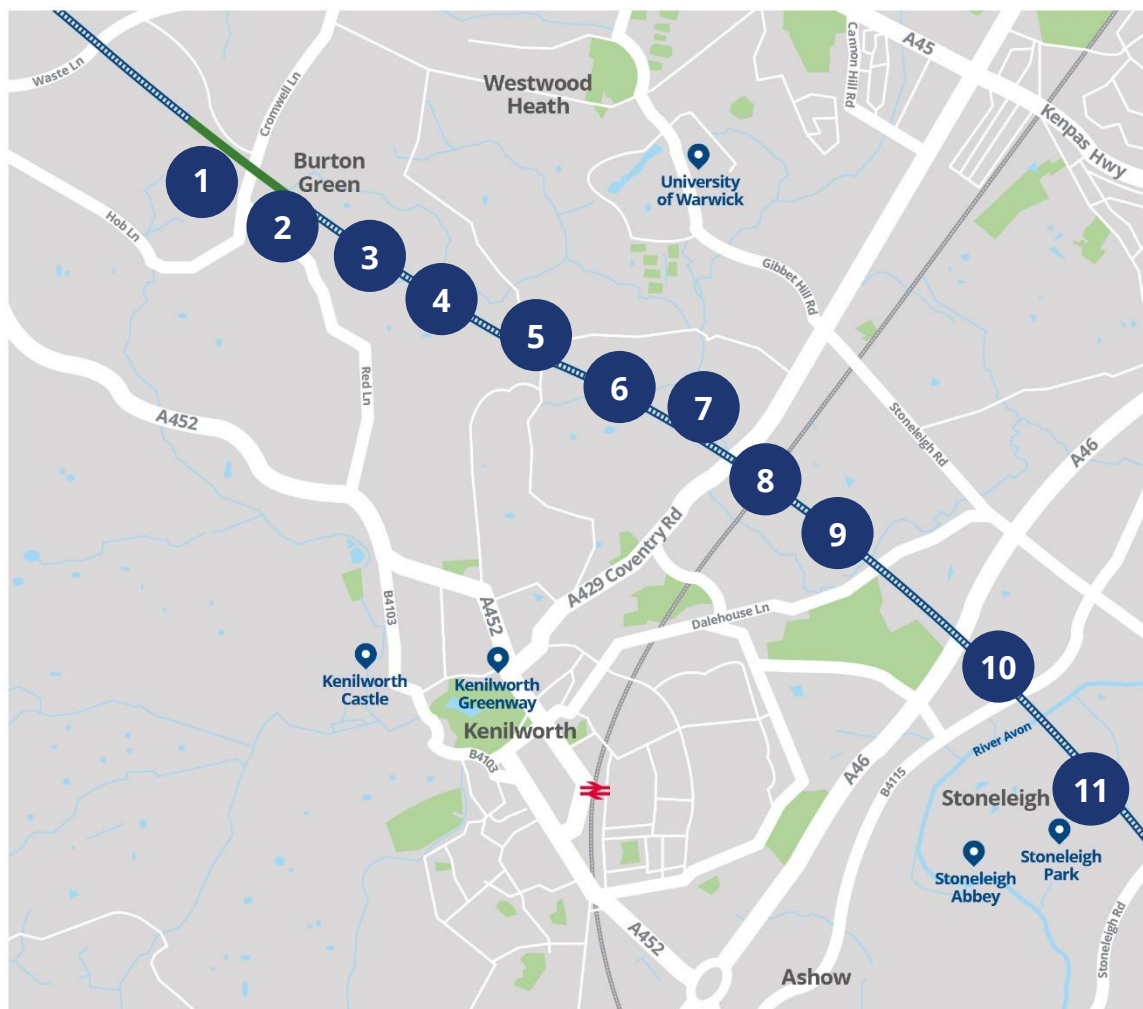 A45
Cannon Hill Rd
Waste Ln
Westwood
Heath
Cromwell Ln
Kenpas Hwy
Burton
Green
1
University
of Warwick
Hob Ln
2
3
Gibbet Hill Rd
4
5
6
7
Red Ln
A452
Stoneleigh Rd
A46
8
9
A429 Coventry Rd
B4103
A452
Dalehouse Ln
10
Kenilworth
Castle
Kenilworth
Greenway
Kenilworth
B4103
River Avon
A46
B4115
11
Stoneleigh
Stoneleigh
Park
Stoneleigh
Abbey
A452
Stoneleigh Rd
Ashow